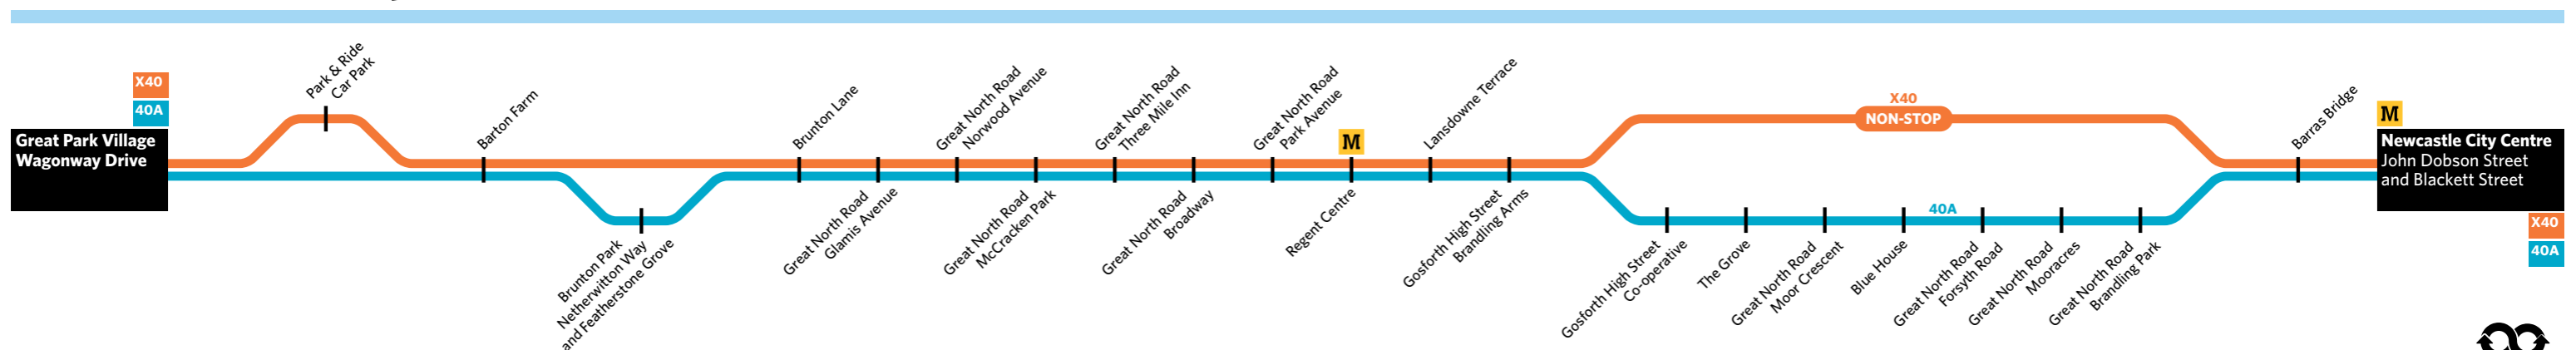 X40
40A
Great Park Village
Wagonway Drive
Park & Ride
Car Park
Barton Farm
Brunton Park
Netherwitton Way
and Featherstone Grove
Brunton Lane
Great North Road
Glamis Avenue
Great North Road
Norwood Avenue
Great North Road
McCracken Park
Great North Road
Three Mile Inn
Great North Road
Broadway
Great North Road
Park Avenue
M
Regent Centre
Lansdowne Terrace
Gosforth High Street
Brandling Arms
X40
NON-STOP
Gosforth High Street
Co-operative
The Grove
Great North Road
Moor Crescent
Blue House
40A
Great North Road
Forsyth Road
Great North Road
Mooracres
Great North Road
Brandling Park
Barras Bridge
M
Newcastle City Centre
John Dobson Street
and Blackett Street
X40
40A